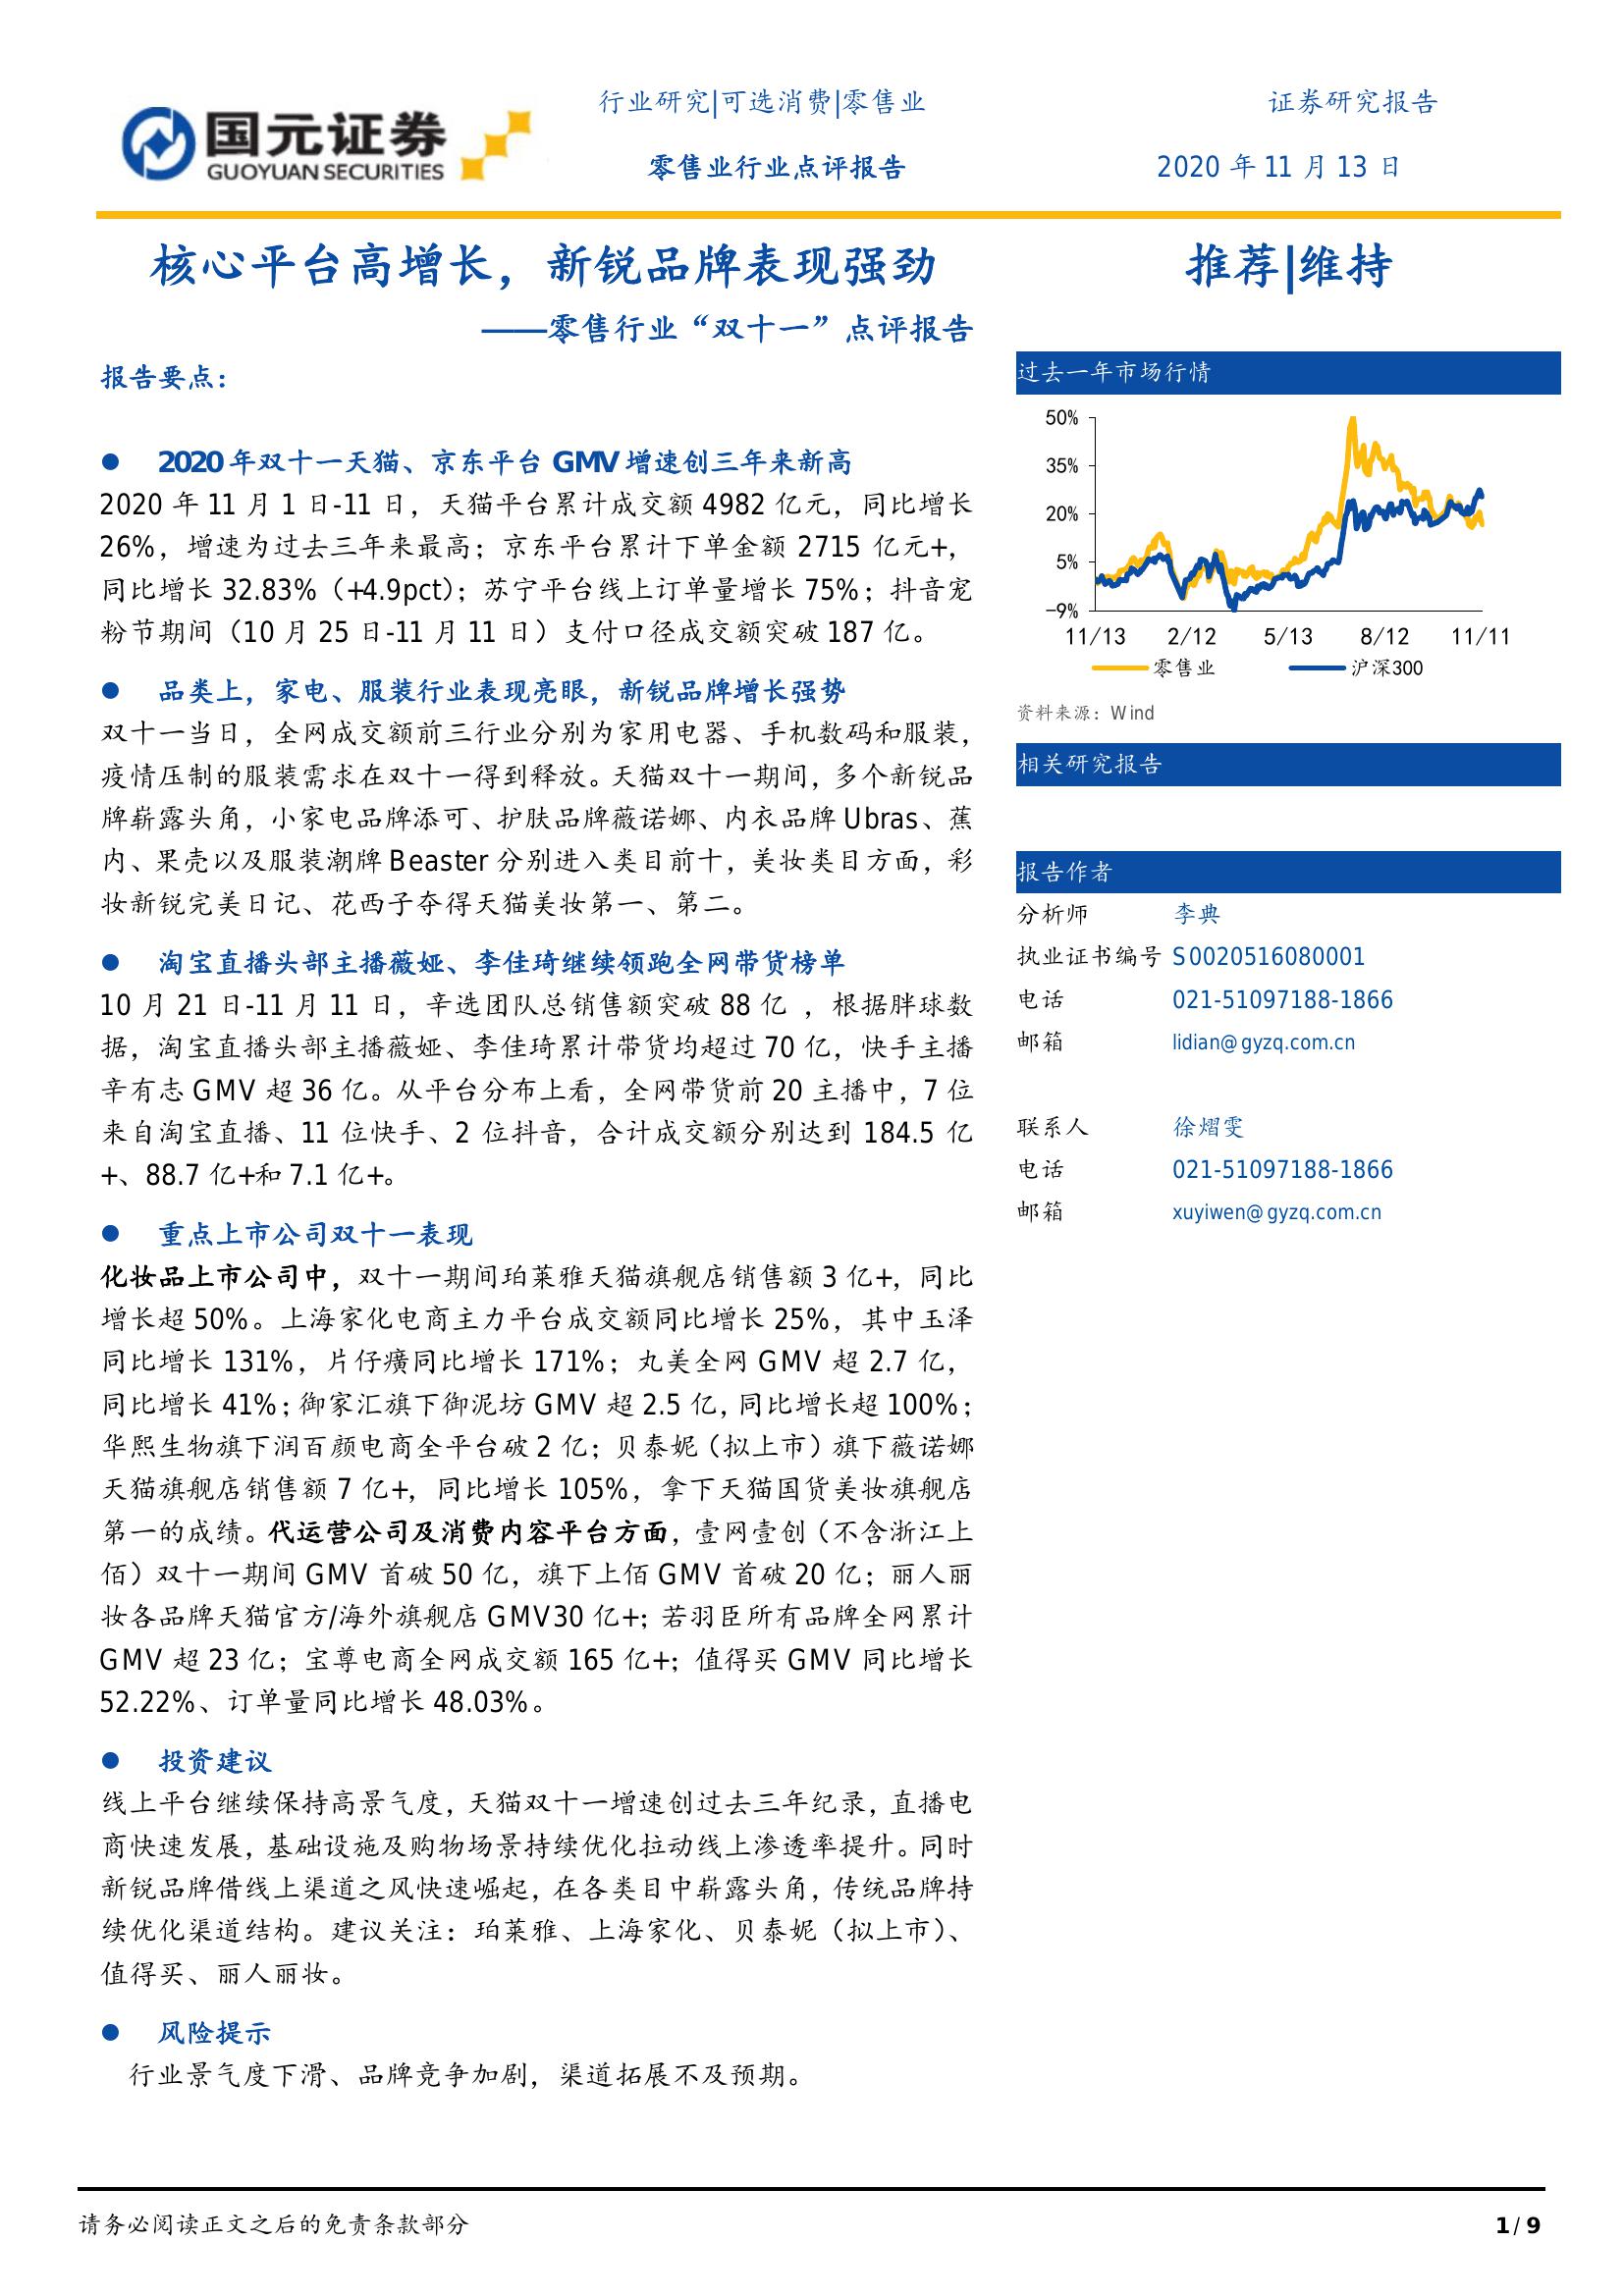 国元证券
GUOYUAN SECURITIES
行业研究|可选消费|零售业
证券研究报告
零售业行业点评报告
2020 年 11 月 13 日
核心平台高增长，新锐品牌表现强劲
——零售行业“双十一”点评报告
报告要点：
● 2020 年双十一天猫、京东平台 GMV 增速创三年来新高
2020 年 11 月 1 日-11 日，天猫平台累计成交额 4982 亿元，同比增长
26%，增速为过去三年来最高；京东平台累计下单金额 2715 亿元+，
同比增长 32.83%（+4.9pct）；苏宁平台线上订单量增长 75%；抖音宠
粉节期间（10 月 25 日-11 月 11 日）支付口径成交额突破 187 亿。
● 品类上，家电、服装行业表现亮眼，新锐品牌增长强势
双十一当日，全网成交额前三行业分别为家用电器、手机数码和服装，
疫情压制的服装需求在双十一得到释放。天猫双十一期间，多个新锐品
牌崭露头角，小家电品牌添可、护肤品牌薇诺娜、内衣品牌 Ubras、蕉
内、果壳以及服装潮牌 Beaster 分别进入类目前十，美妆类目方面，彩
妆新锐完美日记、花西子夺得天猫美妆第一、第二。
● 淘宝直播头部主播薇娅、李佳琦继续领跑全网带货榜单
10 月 21 日-11 月 11 日，辛选团队总销售额突破 88 亿 ，根据胖球数
据，淘宝直播头部主播薇娅、李佳琦累计带货均超过 70 亿，快手主播
辛有志 GMV 超 36 亿。从平台分布上看，全网带货前 20 主播中，7 位
来自淘宝直播、11 位快手、2 位抖音，合计成交额分别达到 184.5 亿
+、88.7 亿+和 7.1 亿+。
● 重点上市公司双十一表现
化妆品上市公司中，双十一期间珀莱雅天猫旗舰店销售额 3 亿+，同比
增长超 50%。上海家化电商主力平台成交额同比增长 25%，其中玉泽
同比增长 131%，片仔癀同比增长 171%；丸美全网 GMV 超 2.7 亿，
同比增长 41%；御家汇旗下御泥坊 GMV 超 2.5 亿，同比增长超 100%；
华熙生物旗下润百颜电商全平台破 2 亿；贝泰妮（拟上市）旗下薇诺娜
天猫旗舰店销售额 7 亿+，同比增长 105%，拿下天猫国货美妆旗舰店
第一的成绩。代运营公司及消费内容平台方面，壹网壹创（不含浙江上
佰）双十一期间 GMV 首破 50 亿，旗下上佰 GMV 首破 20 亿；丽人丽
妆各品牌天猫官方/海外旗舰店 GMV30 亿+；若羽臣所有品牌全网累计
GMV 超 23 亿；宝尊电商全网成交额 165 亿+；值得买 GMV 同比增长
52.22%、订单量同比增长 48.03%。
● 投资建议
线上平台继续保持高景气度，天猫双十一增速创过去三年纪录，直播电
商快速发展，基础设施及购物场景持续优化拉动线上渗透率提升。同时
新锐品牌借线上渠道之风快速崛起，在各类目中崭露头角，传统品牌持
续优化渠道结构。建议关注：珀莱雅、上海家化、贝泰妮（拟上市）、
值得买、丽人丽妆。
● 风险提示
行业景气度下滑、品牌竞争加剧，渠道拓展不及预期。
推荐|维持
过去一年市场行情
50%
35%
20%
5%
-9%
11/13 2/12 5/13 8/12 11/11
零售业 沪深300
资料来源：Wind
相关研究报告
报告作者
分析师 李典
执业证书编号 S0020516080001
电话 021-51097188-1866
邮箱 lidian@gyzq.com.cn
联系人 徐熠雯
电话 021-51097188-1866
邮箱 xuyiwen@gyzq.com.cn
请务必阅读正文之后的免责条款部分
1 / 9